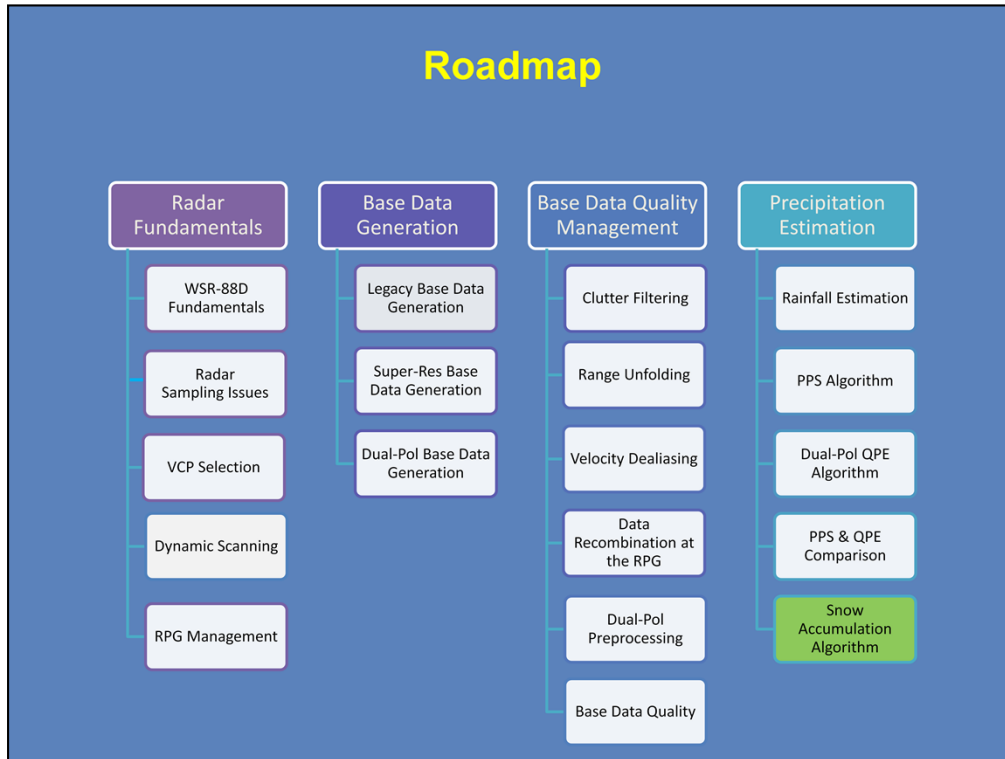 Roadmap
Radar
Fundamentals
WSR-88D
Fundamentals
Radar
Sampling Issues
VCP Selection
Dynamic Scanning
RPG Management
Base Data
Generation
Legacy Base Data
Generation
Super-Res Base
Data Generation
Dual-Pol Base Data
Generation
Base Data Quality
Management
Clutter Filtering
Range Unfolding
Velocity Dealiasing
Data
Recombination at
the RPG
Dual-Pol
Preprocessing
Base Data Quality
Precipitation
Estimation
Rainfall Estimation
PPS Algorithm
Dual-Pol QPE
Algorithm
PPS & QPE
Comparison
Snow
Accumulation
Algorithm